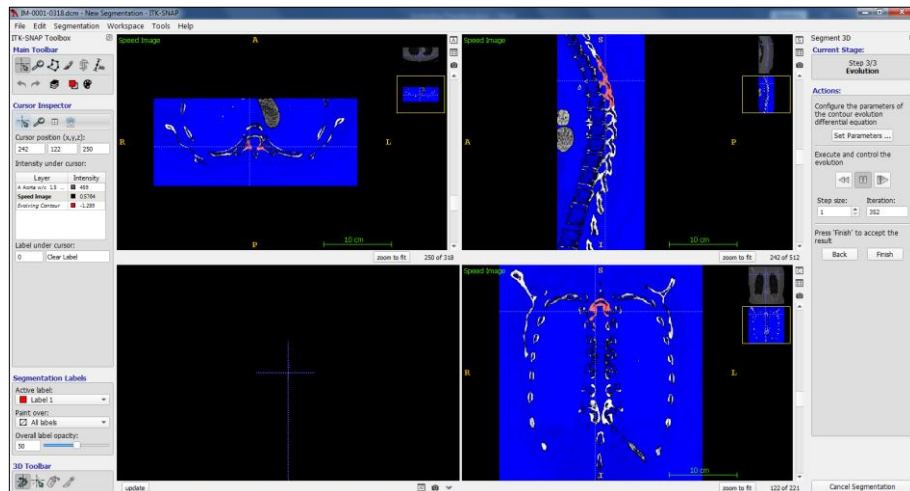 IM-0001-0318.dcm - New Segmentation - ITK-SNAP
File Edit Segmentation Workspace Tools Help
ITK-SNAP Toolbox
Main Toolbar
Cursor Inspector
Cursor position (x,y,z):
242 122 250
Intensity under cursor:
Layer Intensity
A Aorta w/c 1.5 ...
Speed Image 0.5764
Evolving Contour
Label under cursor:
0 Clear Label
Segmentation Labels
Active label:
Label 1
Paint over:
All labels
Overall label opacity:
50
3D Toolbar
Speed Image
A
R
L
P
10 cm
zoom to fit 250 of 318
Speed Image
S
A
P
I
10 cm
zoom to fit 242 of 512
update
Speed Image
S
R
L
I
10 cm
zoom to fit 122 of 221
Segment 3D
Current Stage:
Step 3/3
Evolution
Actions:
Configure the parameters of
the contour evolution
differential equation
Set Parameters ...
Execute and control the
evolution
Step size: Iteration:
1 352
Press 'Finish' to accept the
result
Back Finish
Cancel Segmentation